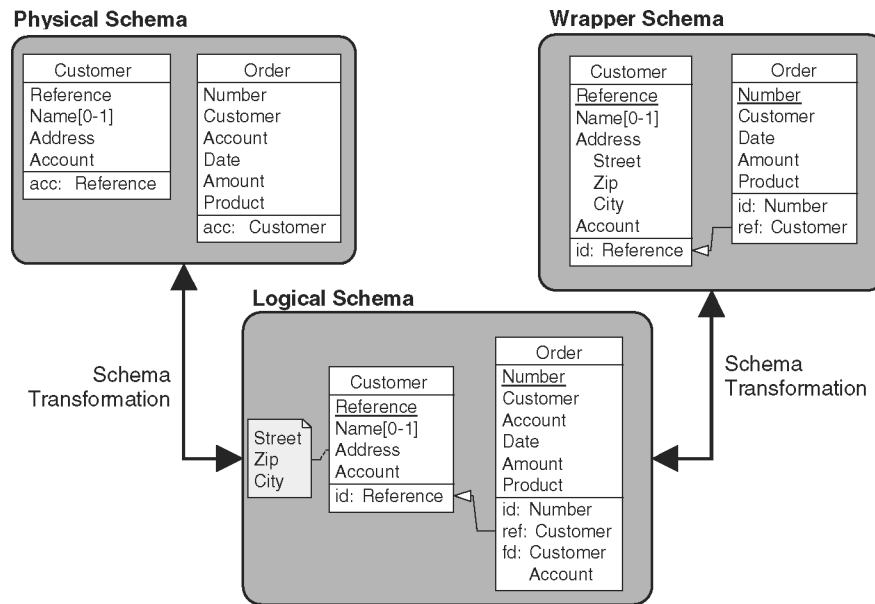 Physical Schema
Customer
Reference
Name[0-1]
Address
Account
acc: Reference
Order
Number
Customer
Account
Date
Amount
Product
acc: Customer
Wrapper Schema
Customer
Reference
Name[0-1]
Address
Street
Zip
City
Account
id: Reference
Order
Number
Customer
Date
Amount
Product
id: Number
ref: Customer
Schema
Transformation
Logical Schema
Street
Zip
City
Customer
Reference
Name[0-1]
Address
Account
id: Reference
Order
Number
Customer
Account
Date
Amount
Product
id: Number
ref: Customer
fd: Customer
Account
Schema
Transformation